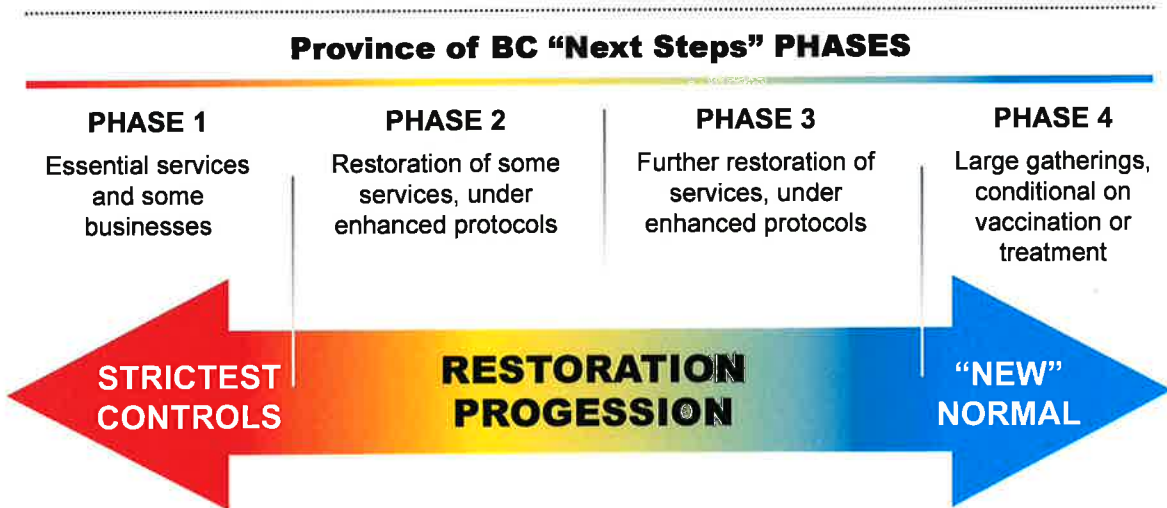 Province of BC “Next Steps” PHASES
PHASE 1
Essential services
and some
businesses
PHASE 2
Restoration of some
services, under
enhanced protocols
PHASE 3
Further restoration of
services, under
enhanced protocols
PHASE 4
Large gatherings,
conditional on
vaccination or
treatment
STRICTEST
CONTROLS
RESTORATION
PROGESSION
“NEW”
NORMAL